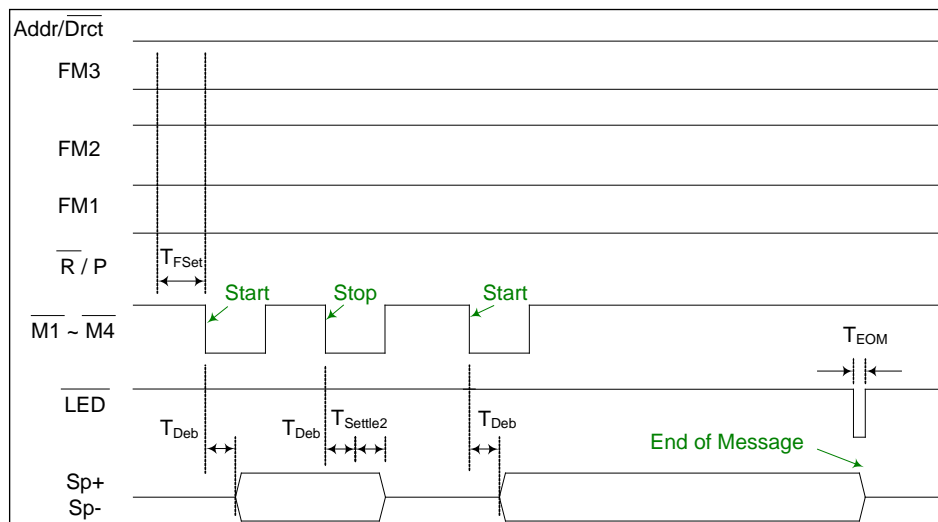 Addr/Drct
FM3
FM2
FM1
R / P
TFSet
Start
Stop
Start
M1 ~ M4
TEOM
LED
TDeb
TDeb
TSettle2
TDeb
End of Message
Sp+
Sp-